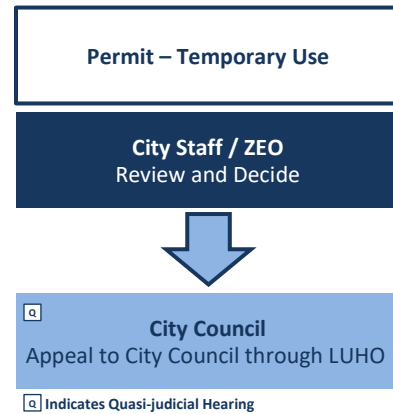 Permit – Temporary Use
City Staff / ZEO
Review and Decide
Q
City Council
Appeal to City Council through LUHO
Q Indicates Quasi-judicial Hearing